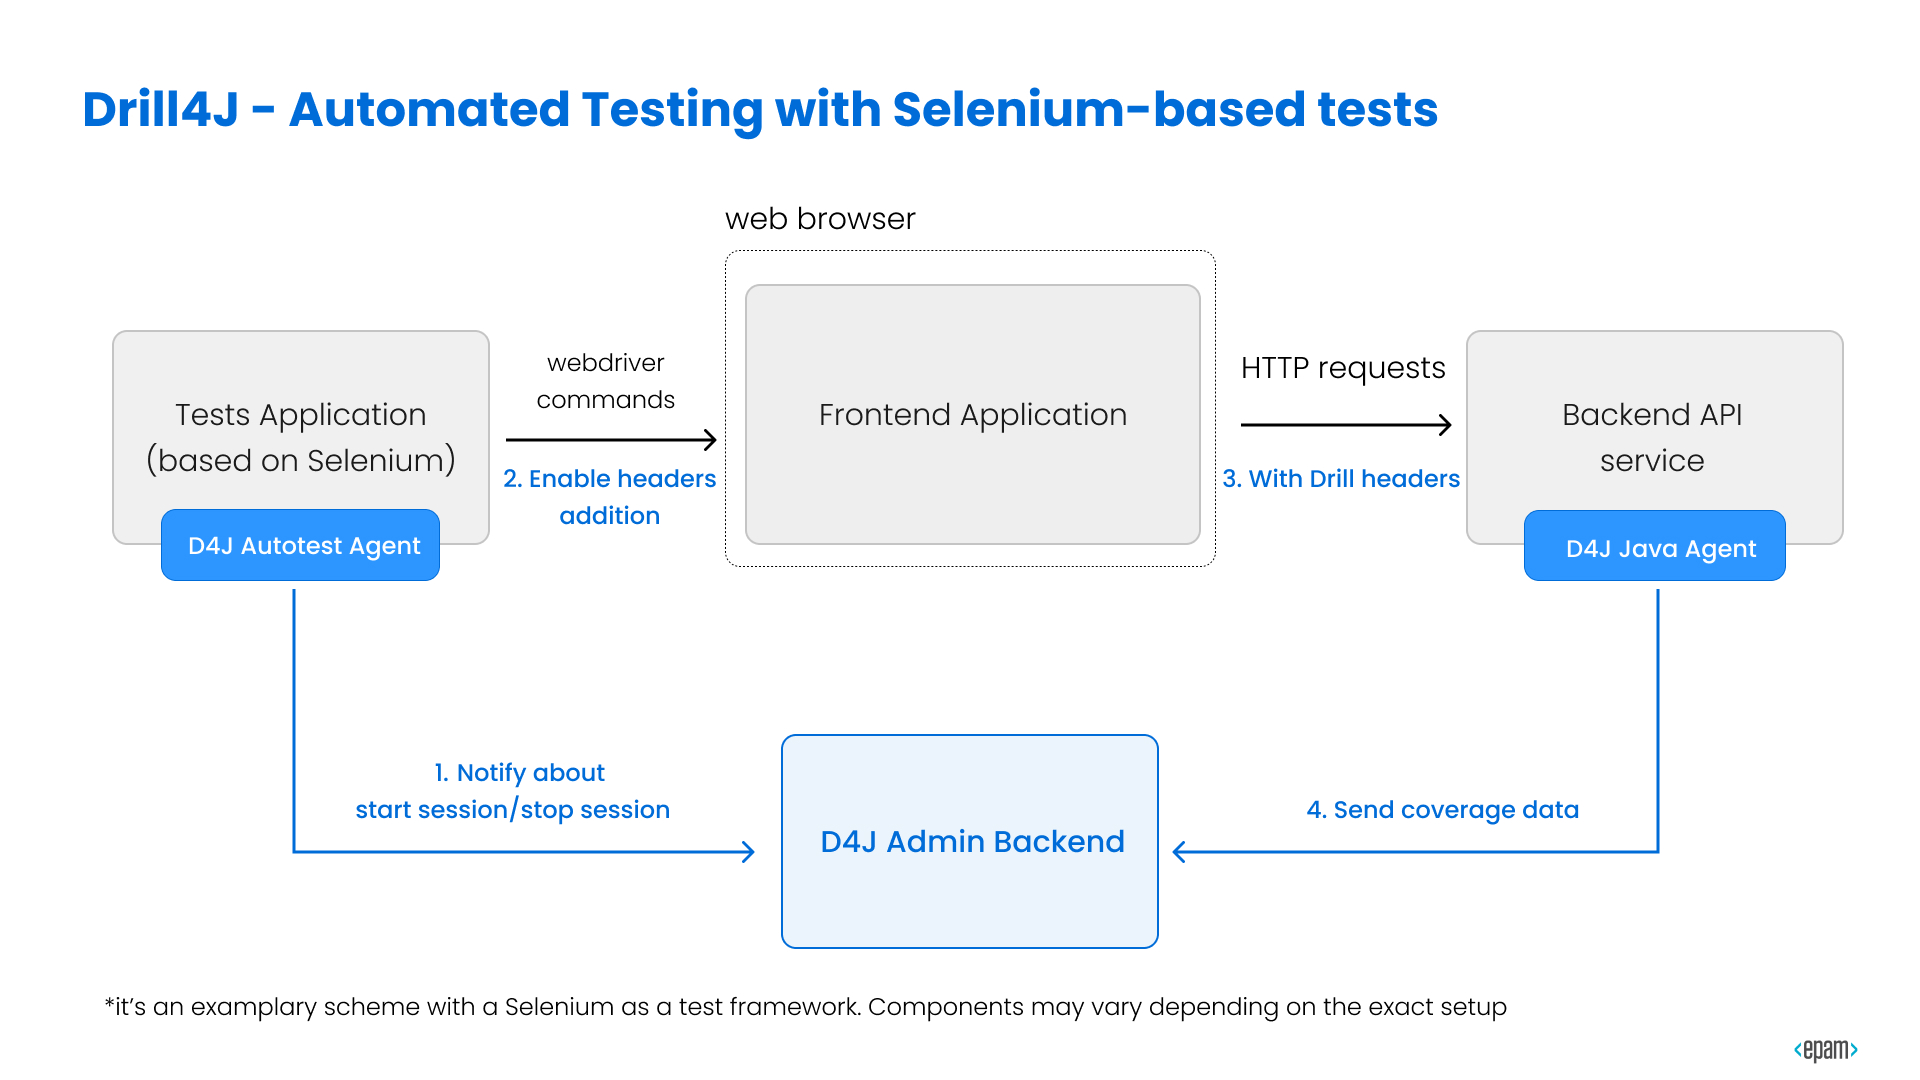 Drill4J - Automated Testing with Selenium-based tests
web browser
webdriver
commands
2. Enable headers
addition
Tests Application
(based on Selenium)
D4J Autotest Agent
Frontend Application
HTTP requests
3. With Drill headers
Backend API
service
D4J Java Agent
1. Notify about
start session/stop session
D4J Admin Backend
4. Send coverage data
*it’s an examplary scheme with a Selenium as a test framework. Components may vary depending on the exact setup
<epam>